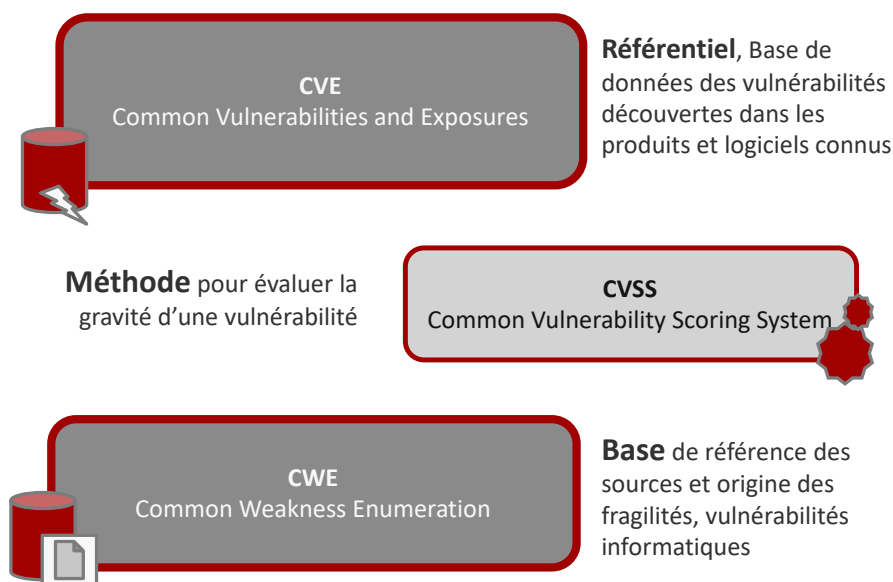 CVE
Common Vulnerabilities and Exposures
Référentiel, Base de
données des vulnérabilités
découvertes dans les
produits et logiciels connus
Méthode pour évaluer la
gravité d’une vulnérabilité
CVSS
Common Vulnerability Scoring System
CWE
Common Weakness Enumeration
Base de référence des
sources et origine des
fragilités, vulnérabilités
informatiques